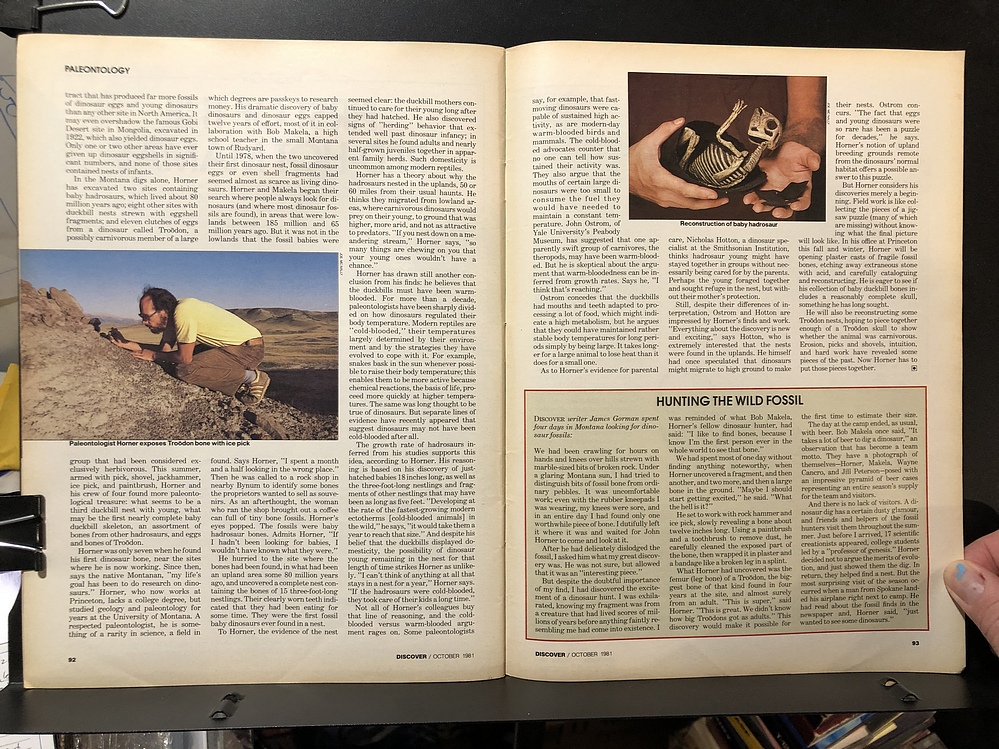 PALEONTOLOGY
tract that has produced far more fossils
of dinosaur eggs and young dinosaurs
than any other site in North America. It
may even overshadow the famous Gobi
Desert site in Mongolia, excavated in
1922, which also yielded dinosaur eggs.
Only one or two other areas have ever
given up dinosaur eggshells in signifi-
cant numbers, and none of those sites
contained nests of infants.
In the Montana digs alone, Horner
has excavated two sites containing
baby hadrosaurs, which lived about 80
million years ago; eight other sites with
duckbill nests strewn with eggshell
fragments; and eleven clutches of eggs
from a dinosaur called Troödon, a
possibly carnivorous member of a large
Paleontologist Horner exposes Troödon bone with ice pick
group that had been considered ex-
clusively herbivorous. This summer,
armed with pick, shovel, jackhammer,
ice pick, and paintbrush, Horner and
his crew of four found more paleonto-
logical treasure: what seems to be a
third duckbill nest with young, what
may be the first nearly complete baby
duckbill skeleton, an assortment of
bones from other hadrosaurs, and eggs
and bones of Troödon.
Horner was only seven when he found
his first dinosaur bone, near the sites
where he is now working. Since then,
says the native Montanan, "my life's
goal has been to do research on dino-
saurs." Horner, who now works at
Princeton, lacks a college degree, but
studied geology and paleontology for
years at the University of Montana. A
respected paleontologist, he is some-
thing of a rarity in science, a field in
which degrees are passkeys to research
money. His dramatic discovery of baby
dinosaurs and dinosaur eggs capped
twelve years of effort, most of it in col-
laboration with Bob Makela, a high
school teacher in the small Montana
town of Rudyard.
Until 1978, when the two uncovered
their first dinosaur nest, fossil dinosaur
eggs or even shell fragments had
seemed almost as scarce as living dino-
saurs. Horner and Makela began their
search where people always look for di-
nosaurs (and where most dinosaur fos-
sils are found), in areas that were low-
lands between 185 million and 65
million years ago. But it was not in the
lowlands that the fossil babies were
found. Says Horner, "I spent a month
and a half looking in the wrong place."
Then he was called to a rock shop in
nearby Bynum to identify some bones
the proprietors wanted to sell as souve-
nirs. As an afterthought, the woman
who ran the shop brought out a coffee
can full of tiny bone fossils. Horner's
eyes popped. The fossils were baby
hadrosaur bones. Admits Horner, "If
I hadn't been looking for babies, I
wouldn't have known what they were."
He hurried to the site where the
bones had been found, in what had been
an upland area some 80 million years
ago, and uncovered a complete nest con-
taining the bones of 15 three-foot-long
nestlings. Their clearly worn teeth indi-
cated that they had been eating for
some time. They were the first fossil
baby dinosaurs ever found in a nest.
To Horner, the evidence of the nest
seemed clear: the duckbill mothers con-
tinued to care for their young long after
they had hatched. He also discovered
signs of "herding" behavior that ex-
tended well past dinosaur infancy; in
several sites he found adults and nearly
half-grown juveniles together in appar-
ent family herds. Such domesticity is
uncommon among modern reptiles.
Horner has a theory about why the
hadrosaurs nested in the uplands, 50 or
60 miles from their usual haunts. He
thinks they migrated from lowland ar-
eas, where carnivorous dinosaurs would
prey on their young, to ground that was
higher, more arid, and not as attractive
to predators. "If you nest down on a me-
andering stream," Horner says, "so
many things are chewing on you that
your young ones wouldn't have a
chance."
Horner has drawn still another con-
clusion from his finds: he believes that
the duckbills must have been warm-
blooded. For more than a decade,
paleontologists have been sharply divid-
ed on how dinosaurs regulated their
body temperature. Modern reptiles are
"cold-blooded," their temperatures
largely determined by their environ-
ment and by the strategies they have
evolved to cope with it. For example,
snakes bask in the sun whenever possi-
ble to raise their body temperature; this
enables them to be more active because
chemical reactions, the basis of life, pro-
ceed more quickly at higher tempera-
tures. The same was long thought to be
true of dinosaurs. But separate lines
of evidence have recently appeared that
suggest dinosaurs may not have been
cold-blooded after all.
The growth rate of hadrosaurs in-
ferred from his studies supports this
idea, according to Horner. His reason-
ing is based on his discovery of just-
hatched babies 18 inches long, as well as
the three-foot-long nestlings and frag-
ments of other nestlings that may have
been as long as five feet. "Developing at
the rate of the fastest-growing modern
ectotherms [cold-blooded animals] in
the wild," he says, "it would take them a
year to reach that size." And despite his
belief that the duckbills displayed do-
mesticity, the possibility of dinosaur
young remaining in the nest for that
length of time strikes Horner as unlike-
ly. "I can't think of anything at all that
stays in a nest for a year," Horner says.
"If the hadrosaurs were cold-blooded,
they took care of their kids a long time."
Not all of Horner's colleagues buy
that line of reasoning, and the cold-
blooded versus warm-blooded argu-
ment rages on. Some paleontologists
92
DISCOVER / OCTOBER 1981
say, for example, that fast-
moving dinosaurs were ca-
pable of sustained high ac-
tivity, as are modern-day
warm-blooded birds and
mammals. The cold-blood-
ed advocates counter that
no one can tell how sus-
tained their activity was.
They also argue that the
mouths of certain large di-
nosaurs were too small to
consume the fuel they
would have needed to
maintain a constant tem-
perature. John Ostrom, of
Yale University's Peabody
Museum, has suggested that one ap-
parently swift group of carnivores, the
theropods, may have been warm-blood-
ed. But he is skeptical about the argu-
ment that warm-bloodedness can be in-
ferred from growth rates. Says he, "I
think that's reaching."
Ostrom concedes that the duckbills
had mouths and teeth adapted to pro-
cessing a lot of food, which might indi-
cate a high metabolism, but he argues
that they could have maintained rather
stable body temperatures for long peri-
ods simply by being large. It takes long-
er for a large animal to lose heat than it
does for a small one.
As to Horner's evidence for parental
Reconstruction of baby hadrosaur
care, Nicholas Hotton, a dinosaur spe-
cialist at the Smithsonian Institution,
thinks hadrosaur young might have
stayed together in groups without nec-
essarily being cared for by the parents.
Perhaps the young foraged together
and sought refuge in the nest, but with-
out their mother's protection.
Still, despite their differences of in-
terpretation, Ostrom and Hotton are
impressed by Horner's finds and work.
"Everything about the discovery is new
and exciting," says Hotton, who is
extremely interested that the nests
were found in the uplands. He himself
had once speculated that dinosaurs
might migrate to high ground to make
their nests. Ostrom con-
curs. "The fact that eggs
and young dinosaurs were
so rare has been a puzzle
for decades," he says.
Horner's notion of upland
breeding grounds remote
from the dinosaurs' normal
habitat offers a possible an-
swer to this puzzle.
But Horner considers his
discoveries merely a begin-
ning. Field work is like col-
lecting the pieces of a jig-
saw puzzle (many of which
are missing) without know-
ing what the final picture
will look like. In his office at Princeton
this fall and winter, Horner will be
opening plaster casts of fragile fossil
bones, etching away extraneous stone
with acid, and carefully cataloguing
and reconstructing. He is eager to see if
his collection of baby duckbill bones in-
cludes a reasonably complete skull,
something he has long sought.
He will also be reconstructing some
Troödon nests, hoping to piece together
enough of a Troödon skull to show
whether the animal was carnivorous.
Erosion, picks and shovels, intuition,
and hard work have revealed some
pieces of the past. Now Horner has to
put those pieces together.
HUNTING THE WILD FOSSIL
DISCOVER writer James Gorman spent
four days in Montana looking for dino-
saur fossils:
We had been crawling for hours on
hands and knees over hills strewn with
marble-sized bits of broken rock. Under
a glaring Montana sun, I had tried to
distinguish bits of fossil bone from ordi-
nary pebbles. It was uncomfortable
work; even with the rubber kneepads I
was wearing, my knees were sore, and
in an entire day I had found only one
worthwhile piece of bone. I dutifully left
it where it was and waited for John
Horner to come and look at it.
After he had delicately dislodged the
fossil, I asked him what my great discov-
ery was. He was not sure, but allowed
that it was an "interesting piece."
But despite the doubtful importance
of my find, I had discovered the excite-
ment of a dinosaur hunt. I was exhila-
rated, knowing my fragment was from
a creature that had lived scores of mil-
lions of years before anything faintly re-
sembling me had come into existence. I
was reminded of what Bob Makela,
Horner's fellow dinosaur hunter, had
said: "I like to find bones, because I
know I'm the first person ever in the
whole world to see that bone."
We had spent most of one day without
finding anything noteworthy, when
Horner uncovered a fragment, and then
another, and two more, and then a large
bone in the ground. "Maybe I should
start getting excited," he said. "What
the hell is it?"
He set to work with rock hammer and
ice pick, slowly revealing a bone about
twelve inches long. Using a paintbrush
and a toothbrush to remove dust, he
carefully cleaned the exposed part of
the bone, then wrapped it in plaster and
a bandage like a broken leg in a splint.
What Horner had uncovered was the
femur (leg bone) of a Troödon, the big-
gest bone of that kind found in four
years at the site, and almost surely
from an adult. "This is super," said
Horner. "This is great. We didn't know
how big Troödons got as adults." This
discovery would make it possible for
the first time to estimate their size.
The day at the camp ended, as usual,
with beer, Bob Makela once said, "It
takes a lot of beer to dig a dinosaur," an
observation that has become a team
motto. They have a photograph of
themselves—Horner, Makela, Wayne
Cancro, and Jill Peterson—posed with
an impressive pyramid of beer cases
representing an entire season's supply
for the team and visitors.
And there is no lack of visitors. A di-
nosaur dig has a certain dusty glamour,
and friends and helpers of the fossil
hunters visit them throughout the sum-
mer. Just before I arrived, 17 scientific
creationists appeared, college students
led by a "professor of genesis." Horner
decided not to argue the merits of evolu-
tion, and just showed them the dig. In
return, they helped find a nest. But the
most surprising visit of the season oc-
curred when a man from Spokane land-
ed his airplane right next to camp. He
had read about the fossil finds in the
newspaper and, Horner said, "just
wanted to see some dinosaurs."
DISCOVER / OCTOBER 1981
93